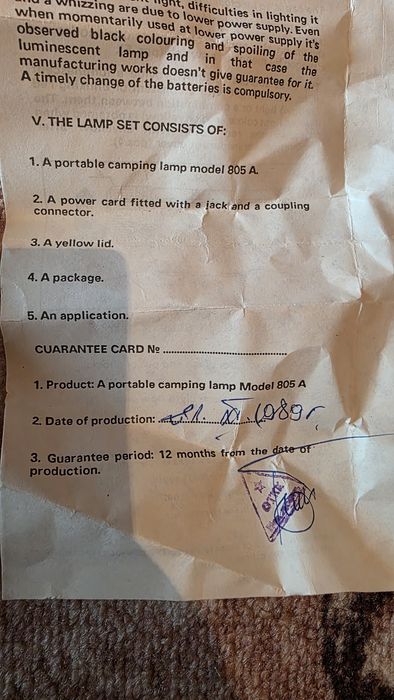 light, difficulties in lighting it
and a whizzing are due to lower power supply. Even
when momentarily used at lower power supply it's
observed black colouring and spoiling of the
luminescent lamp and in that case the
manufacturing works doesn't give guarantee for it.
A timely change of the batteries is compulsory.
V. THE LAMP SET CONSISTS OF:
1. A portable camping lamp model 805 A.
2. A power card fitted with a jack and a coupling
connector.
3. A yellow lid.
4. A package.
5. An application.
CUARANTEE CARD № ......................................
1. Product: A portable camping lamp Model 805 A
2. Date of production: XI. 1989 г.
3. Guarantee period: 12 months from the date of
production.